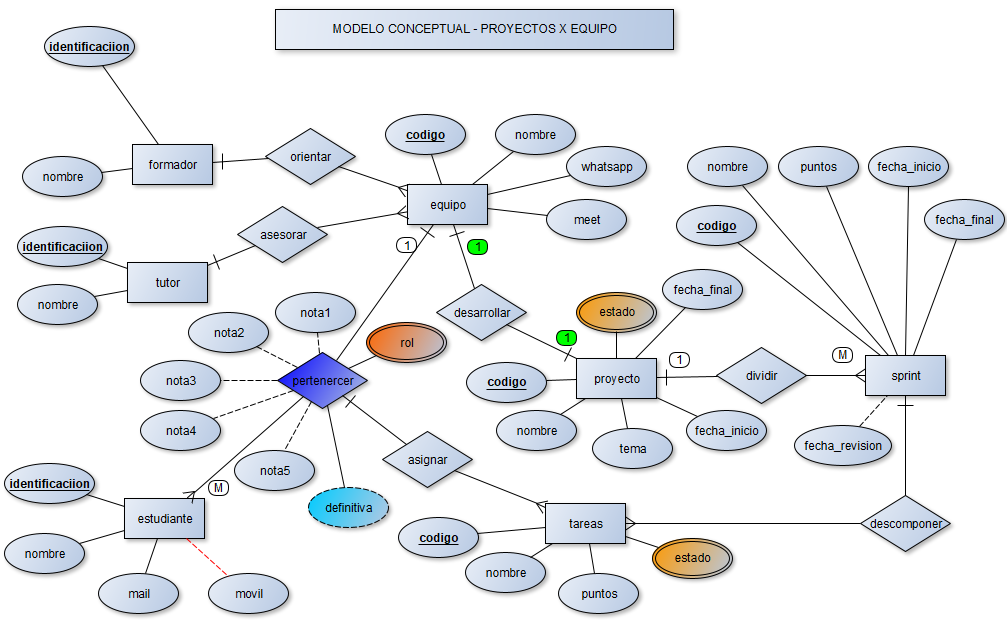 MODELO CONCEPTUAL - PROYECTOS X EQUIPO
identificaciion
nombre
formador
orientar
codigo
nombre
whatsapp
meet
equipo
asesorar
identificaciion
nombre
tutor
1
1
desarrollar
1
nombre
puntos
fecha_inicio
codigo
fecha_final
fecha_final
estado
codigo
proyecto
1
dividir
M
sprint
nombre
tema
fecha_inicio
fecha_revision
nota1
nota2
rol
nota3
pertenercer
nota4
nota5
definitiva
asignar
M
identificaciion
estudiante
nombre
mail
movil
codigo
tareas
descomponer
nombre
puntos
estado